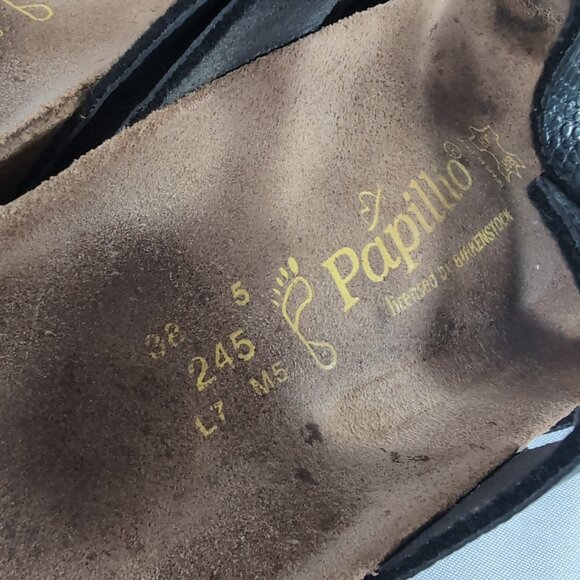 Papillio®
licensed by BIRKENSTOCK
38 5
245
L7 M5